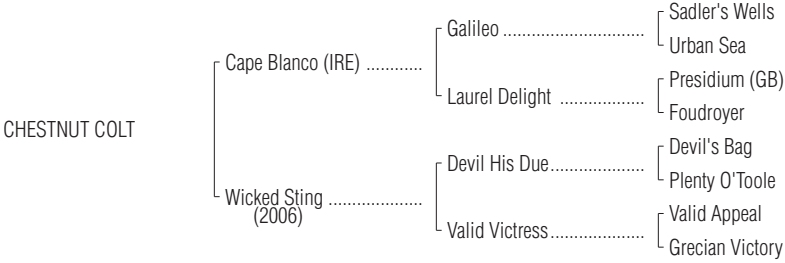 Sadler's Wells
Galileo ..............................
Urban Sea
Cape Blanco (IRE) ............
Presidium (GB)
Laurel Delight ..................
Foudroyer
CHESTNUT COLT
Devil's Bag
Devil His Due....................
Plenty O'Toole
Wicked Sting ....................
(2006)
Valid Appeal
Valid Victress....................
Grecian Victory